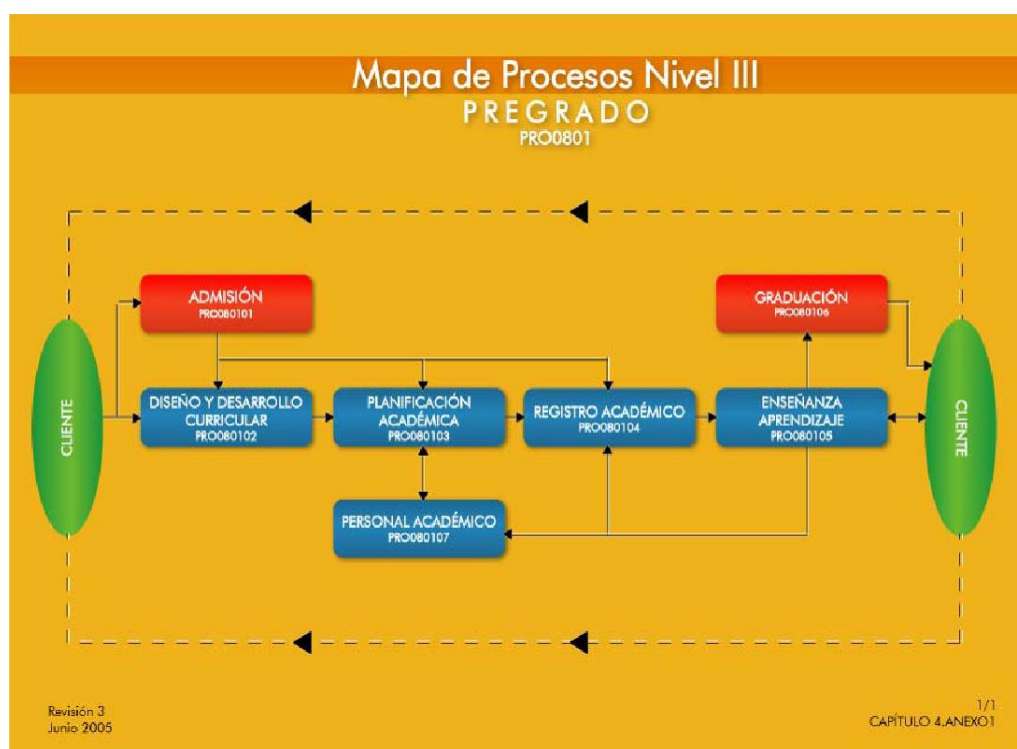 Mapa de Procesos Nivel III
PREGRADO
PRO0801
ADMISIÓN
PRO080101
GRADUACIÓN
PRO080106
CLIENTE
DISEÑO Y DESARROLLO
CURRICULAR
PRO080102
PLANIFICACIÓN
ACADÉMICA
PRO080103
REGISTRO ACADÉMICO
PRO080104
ENSEÑANZA
APRENDIZAJE
PRO080105
CLIENTE
PERSONAL ACADÉMICO
PRO080107
Revisión 3
Junio 2005
1/1
CAPÍTULO 4.ANEXO1